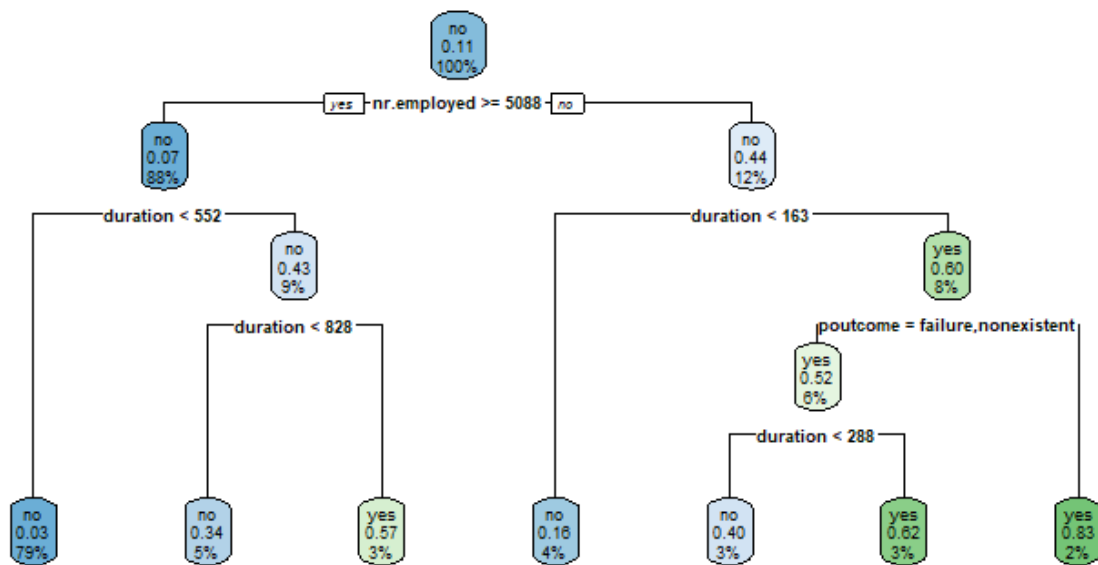 no
0.11
100%
yes nr.employed >= 5088 no
no
0.07
88%
no
0.44
12%
duration < 552
duration < 163
no
0.43
9%
yes
0.60
8%
duration < 828
poutcome = failure,nonexistent
yes
0.52
6%
duration < 288
no
0.03
79%
no
0.34
5%
yes
0.57
3%
no
0.16
4%
no
0.40
3%
yes
0.62
3%
yes
0.83
2%